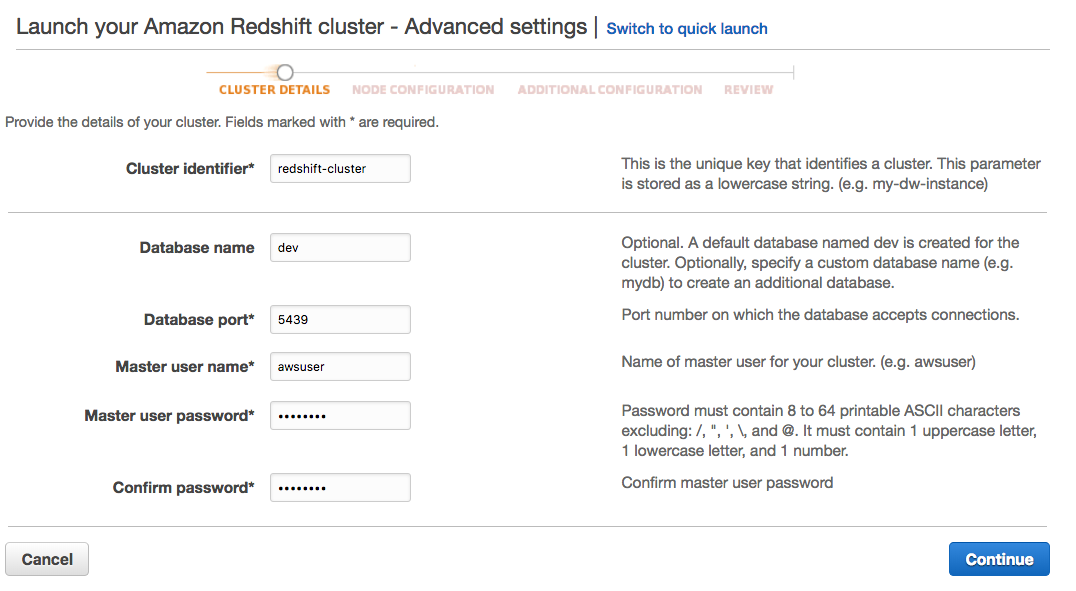 Launch your Amazon Redshift cluster - Advanced settings | Switch to quick launch
CLUSTER DETAILS NODE CONFIGURATION ADDITIONAL CONFIGURATION REVIEW
Provide the details of your cluster. Fields marked with * are required.
Cluster identifier* redshift-cluster
This is the unique key that identifies a cluster. This parameter
is stored as a lowercase string. (e.g. my-dw-instance)
Database name dev
Optional. A default database named dev is created for the
cluster. Optionally, specify a custom database name (e.g.
mydb) to create an additional database.
Database port* 5439
Port number on which the database accepts connections.
Master user name* awsuser
Name of master user for your cluster. (e.g. awsuser)
Master user password* ••••••••
Password must contain 8 to 64 printable ASCII characters
excluding: /, ", ', \, and @. It must contain 1 uppercase letter,
1 lowercase letter, and 1 number.
Confirm password* ••••••••
Confirm master user password
Cancel Continue